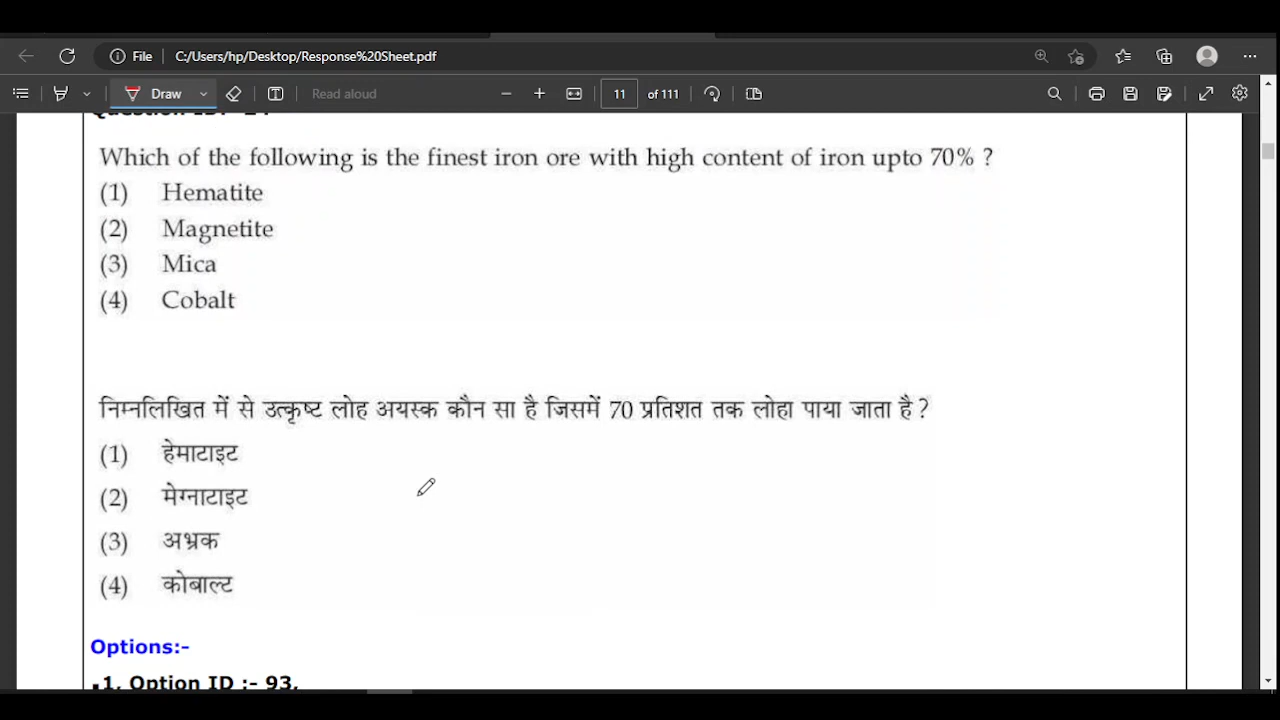 File C:/Users/hp/Desktop/Response%20Sheet.pdf
Draw Read aloud 11 of 111
Question ID:- 24
Which of the following is the finest iron ore with high content of iron upto 70% ?
(1) Hematite
(2) Magnetite
(3) Mica
(4) Cobalt
निम्नलिखित में से उत्कृष्ट लोह अयस्क कौन सा है जिसमें 70 प्रतिशत तक लोहा पाया जाता है ?
(1) हेमाटाइट
(2) मेग्नाटाइट
(3) अभ्रक
(4) कोबाल्ट
Options:-
1, Option ID :- 93,